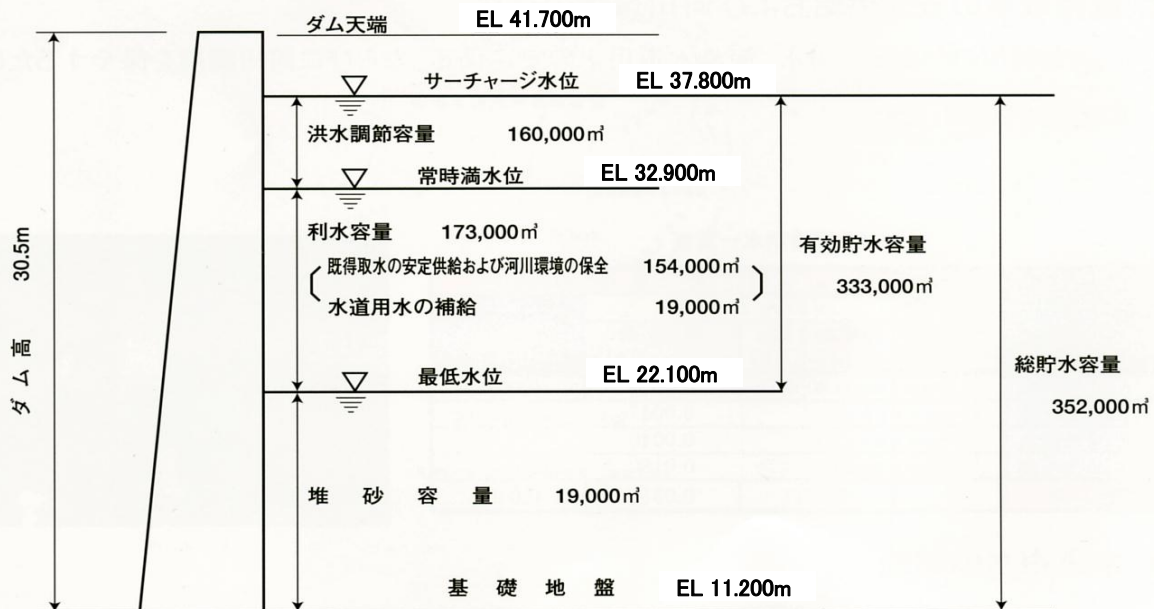 ダム天端 EL 41.700m
サーチャージ水位 EL 37.800m
洪水調節容量 160,000㎥
常時満水位 EL 32.900m
利水容量 173,000㎥
既得取水の安定供給および河川環境の保全 154,000㎥
水道用水の補給 19,000㎥
有効貯水容量
333,000㎥
ダム高 30.5m
最低水位 EL 22.100m
総貯水容量
352,000㎥
堆砂容量 19,000㎥
基礎地盤 EL 11.200m